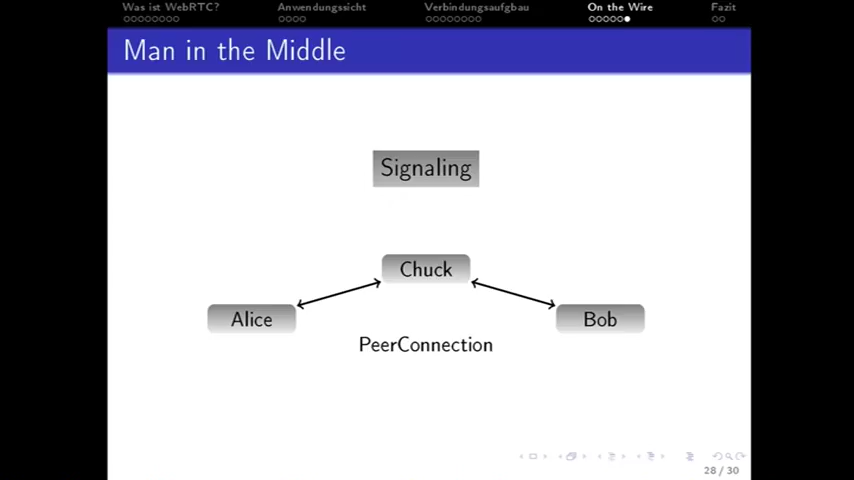 Was ist WebRTC? Anwendungssicht Verbindungsaufgbau On the Wire Fazit
Man in the Middle
Signaling
Chuck
Alice Bob
PeerConnection
28 / 30